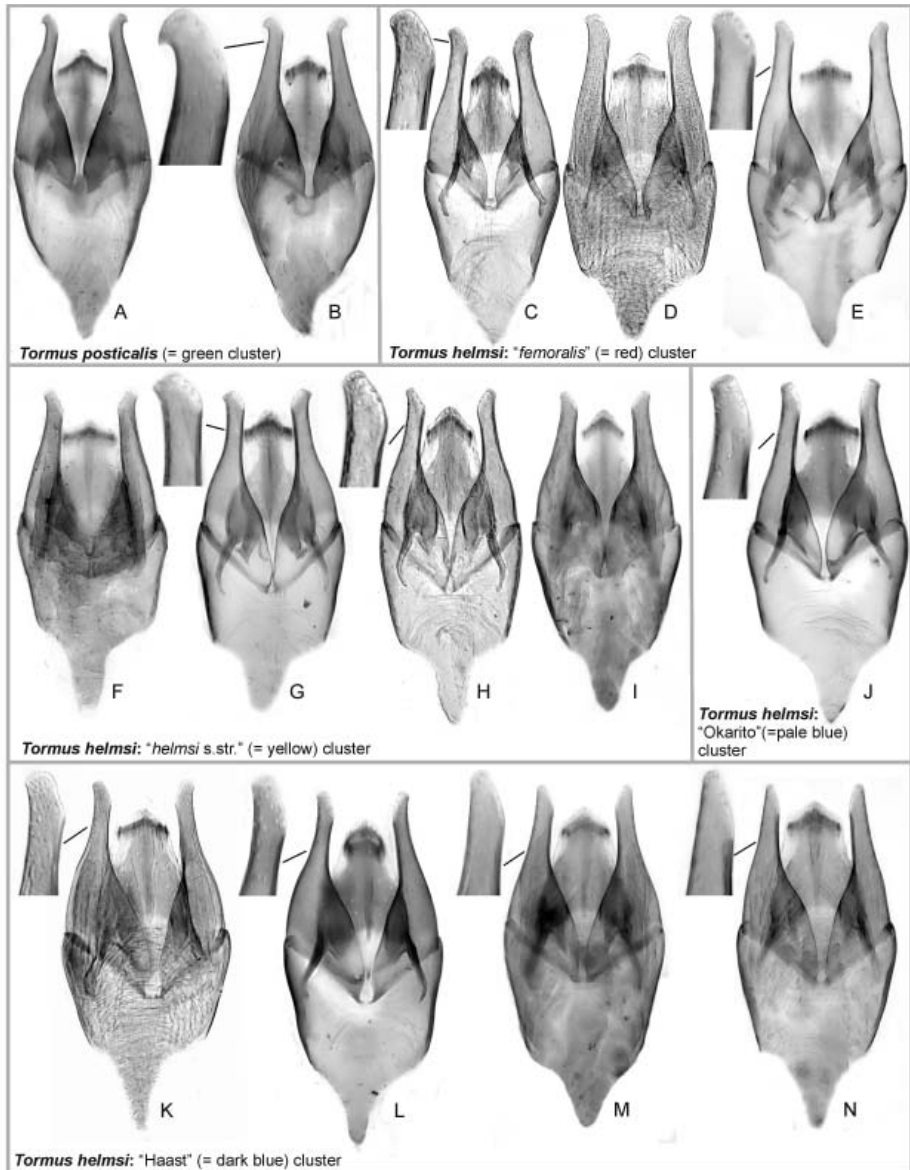 A
B
Tormus posticalis (= green cluster)
C
D
E
Tormus helmsi: "femoralis" (= red) cluster
F
G
H
I
Tormus helmsi: "helmsi s.str." (= yellow) cluster
J
Tormus helmsi:
"Okarito"(=pale blue)
cluster
K
L
M
N
Tormus helmsi: "Haast" (= dark blue) cluster